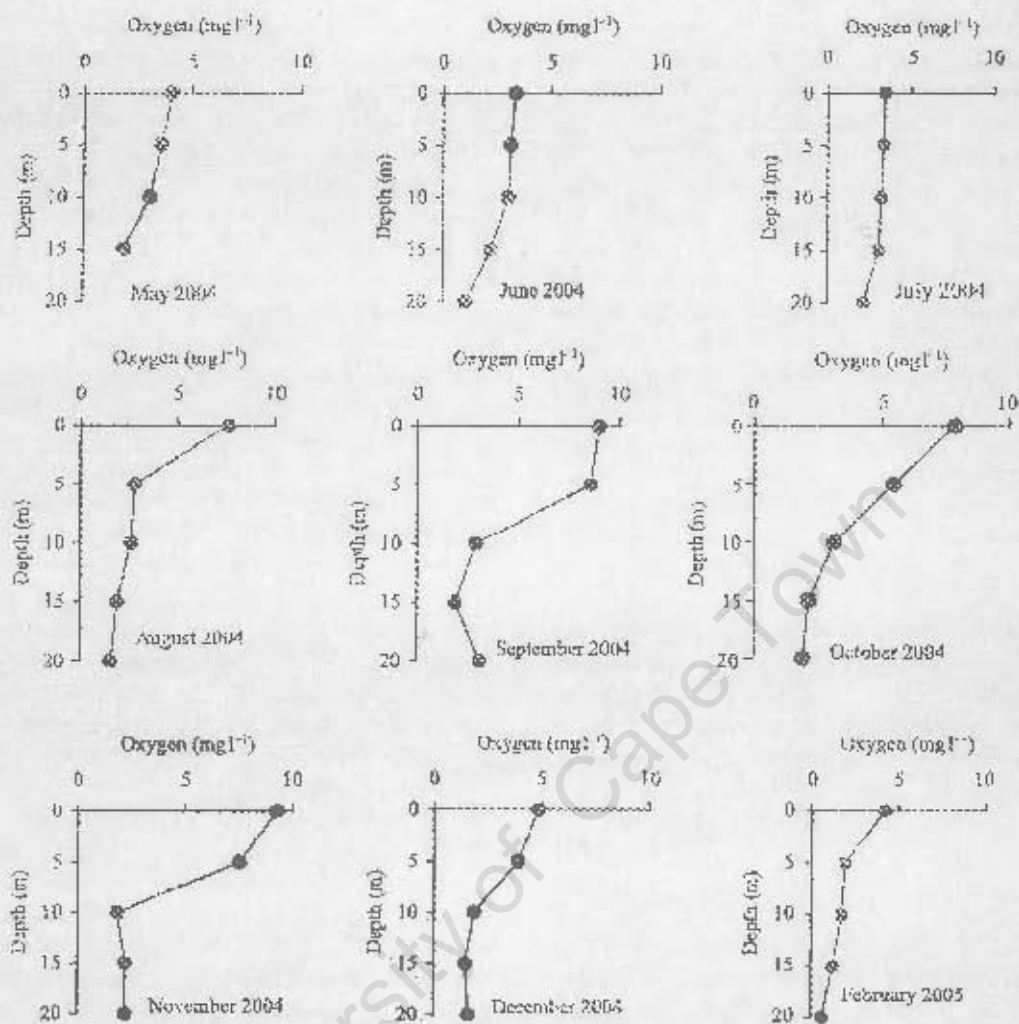 Oxygen (mg l⁻¹) Oxygen (mg l⁻¹) Oxygen (mg l⁻¹)
0 5 10 0 5 10 0 5 10
0 0 0
5 5 5
10 10 10
15 15 15
20 20 20
Depth (m) Depth (m) Depth (m)
May 2004 June 2004 July 2004
Oxygen (mg l⁻¹) Oxygen (mg l⁻¹) Oxygen (mg l⁻¹)
0 5 10 0 5 10 0 5 10
0 0 0
5 5 5
10 10 10
15 15 15
20 20 20
Depth (m) Depth (m) Depth (m)
August 2004 September 2004 October 2004
Oxygen (mg l⁻¹) Oxygen (mg l⁻¹) Oxygen (mg l⁻¹)
0 5 10 0 5 10 0 5 10
0 0 0
5 5 5
10 10 10
15 15 15
20 20 20
Depth (m) Depth (m) Depth (m)
November 2004 December 2004 February 2005
of Cape Town